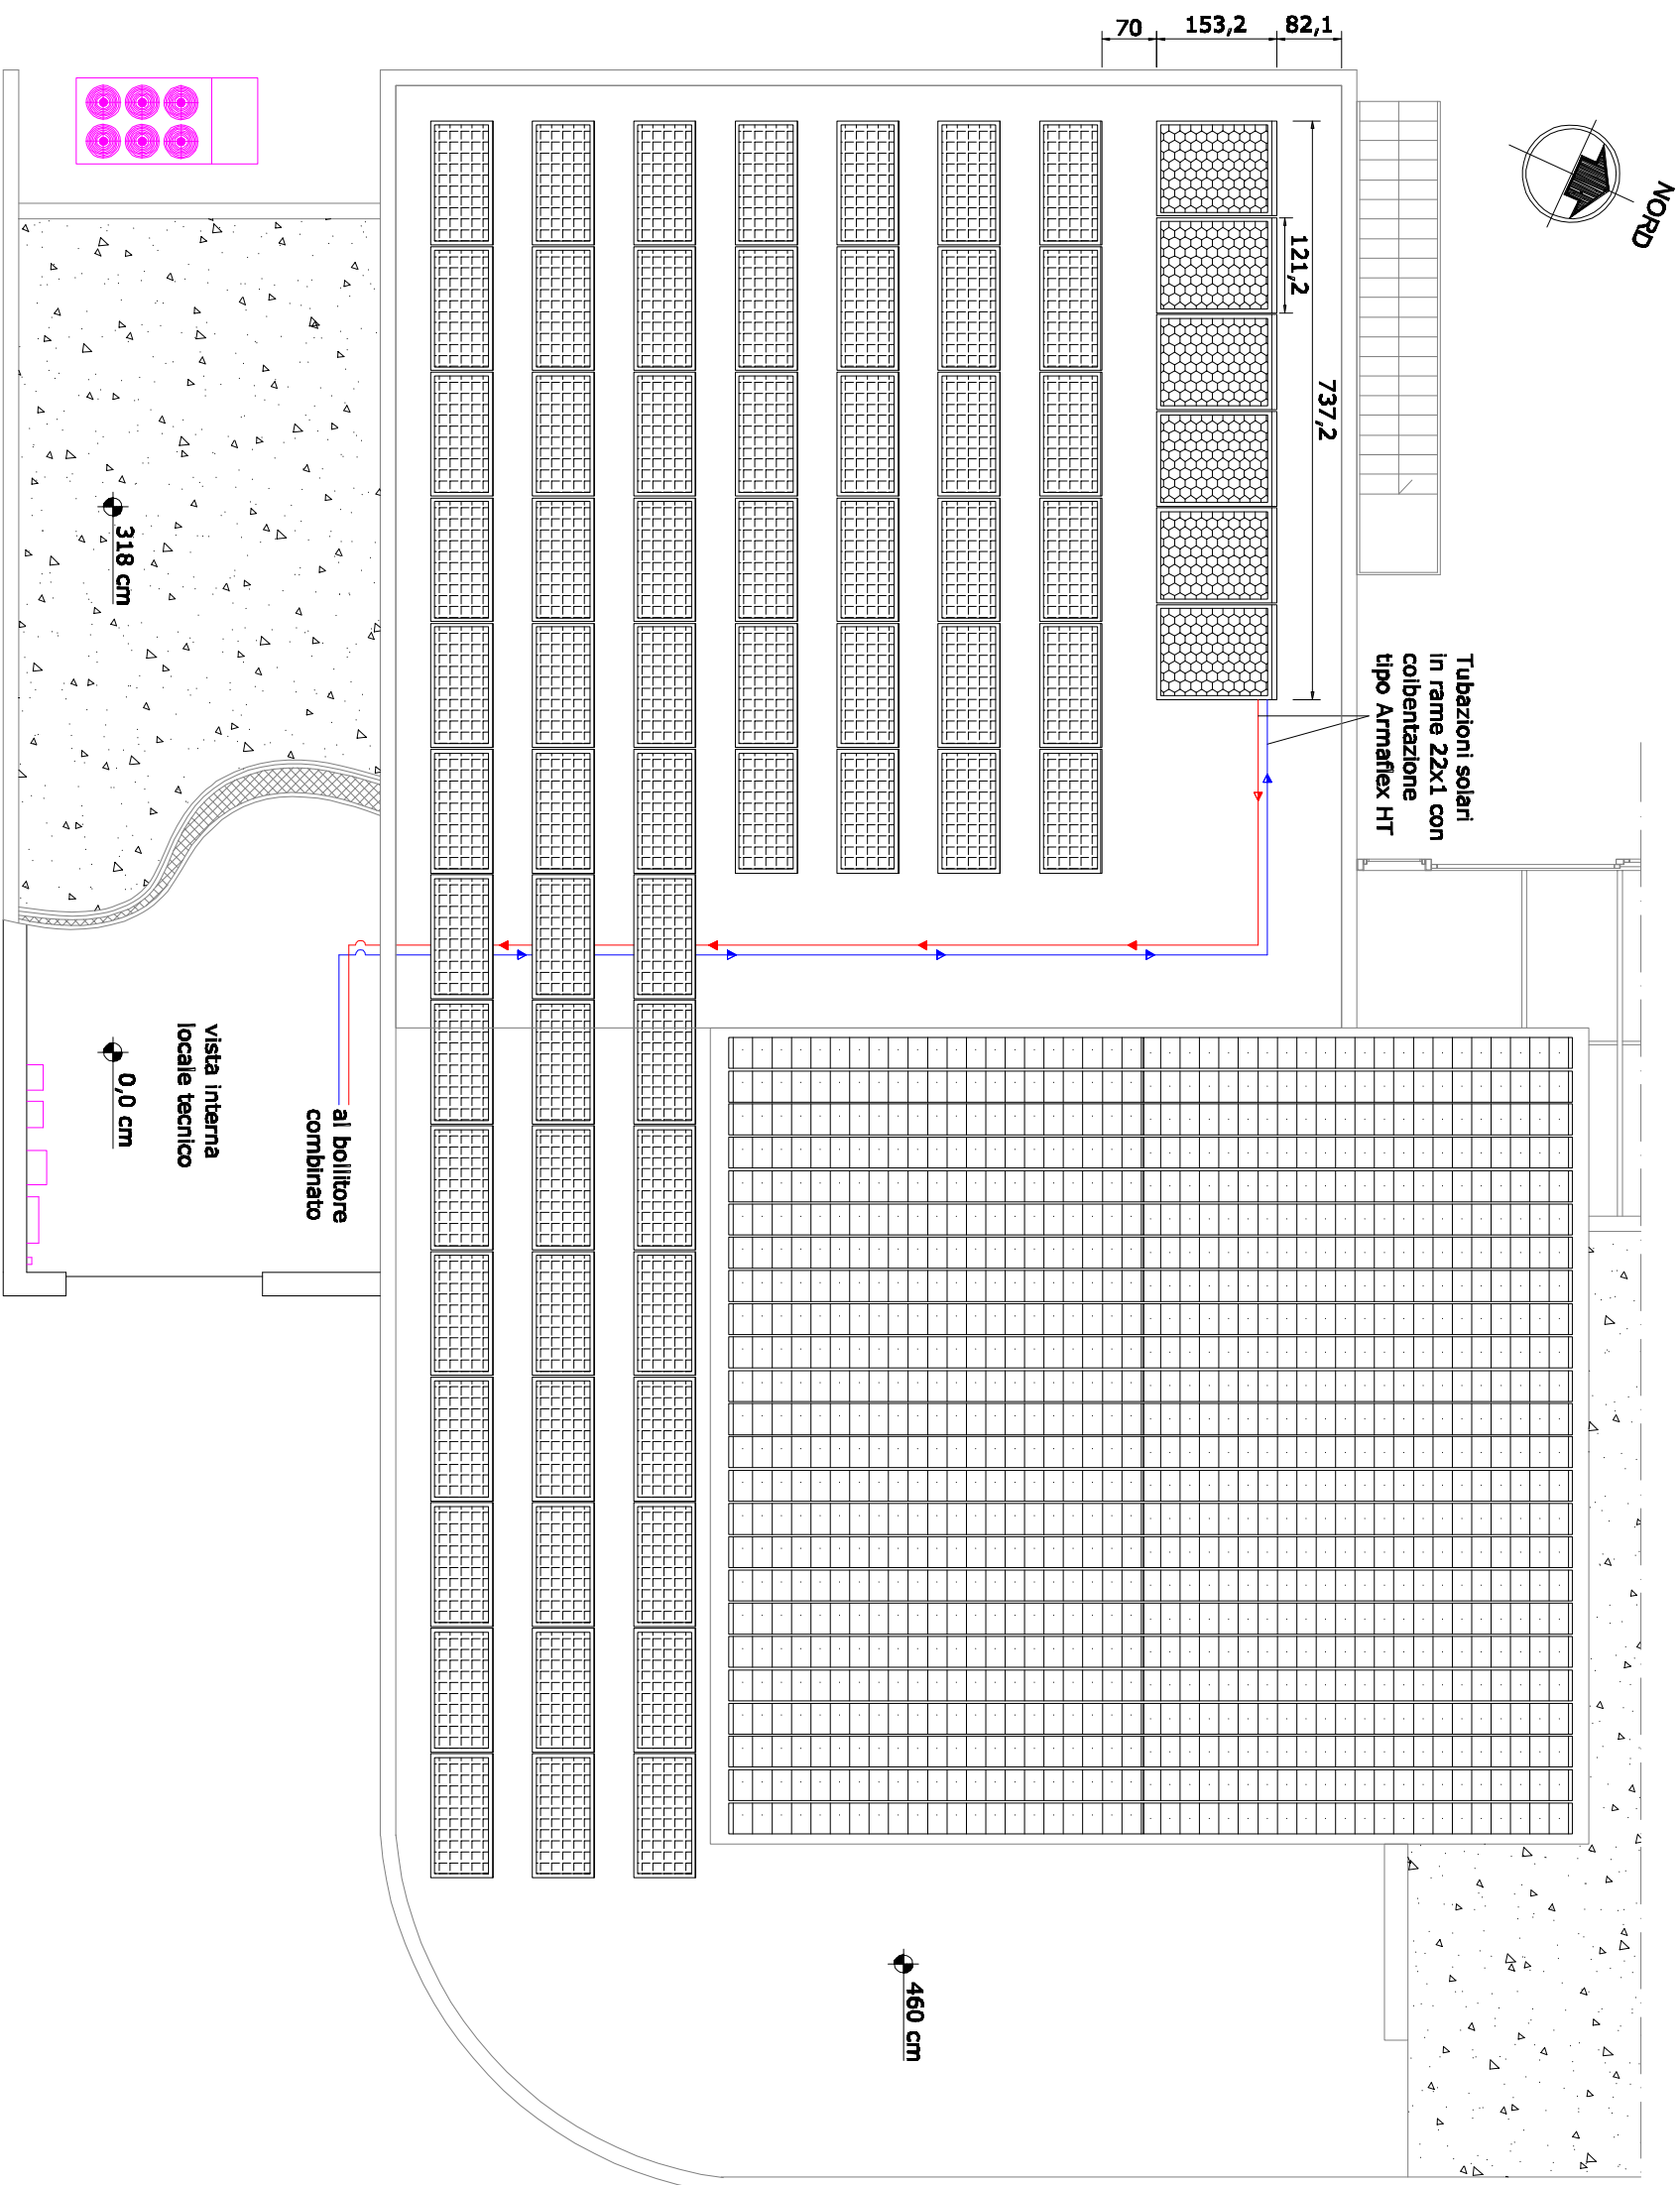 70
153,2
82,1
NORD
121,2
737,2
Tubazioni solari
in rame 22x1 con
coibentazione
tipo Armaflex HT
318 cm
0,0 cm
vista interna
locale tecnico
al bollitore
combinato
460 cm